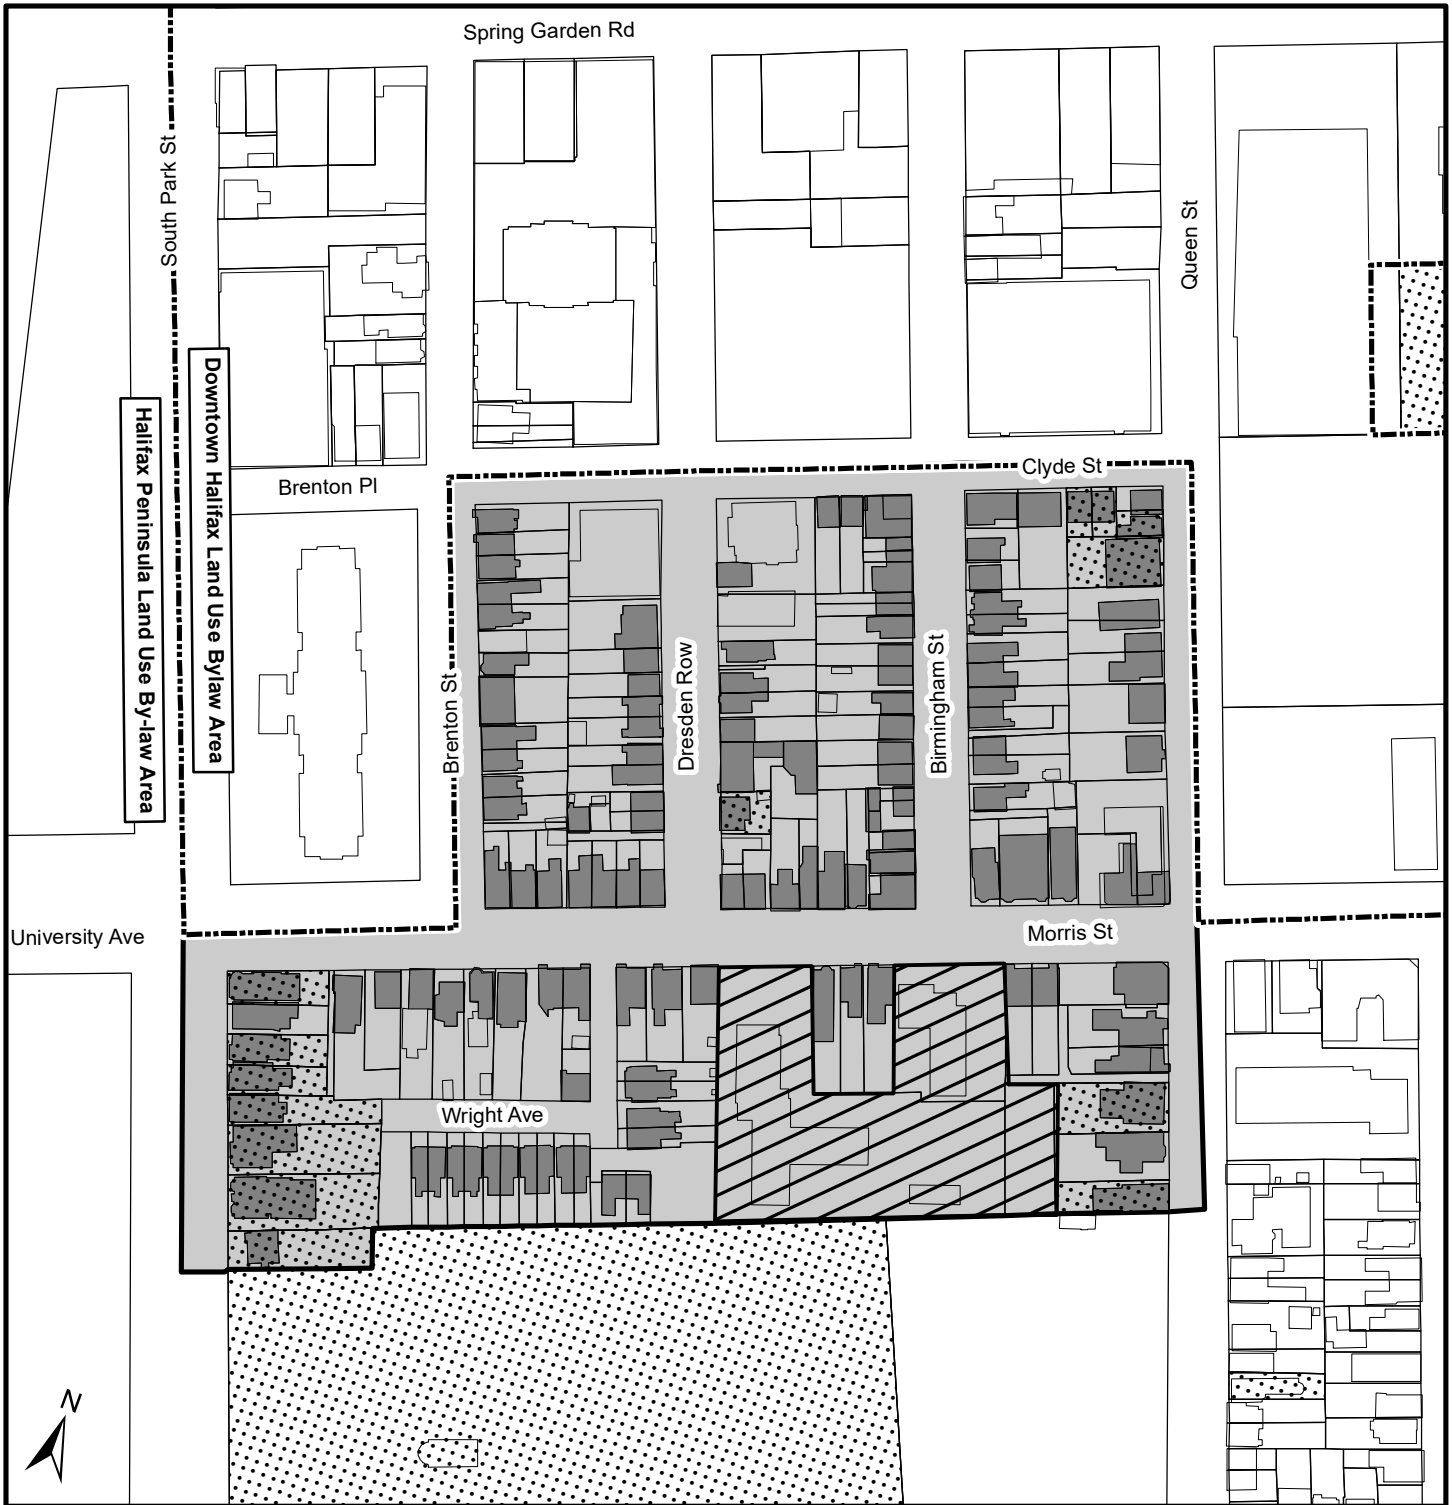 Spring Garden Rd
South Park St
Queen St
Downtown Halifax Land Use Bylaw Area
Halifax Peninsula Land Use By-law Area
Clyde St
Brenton Pl
Brenton St
Dresden Row
Birmingham St
University Ave
Morris St
Wright Ave
N